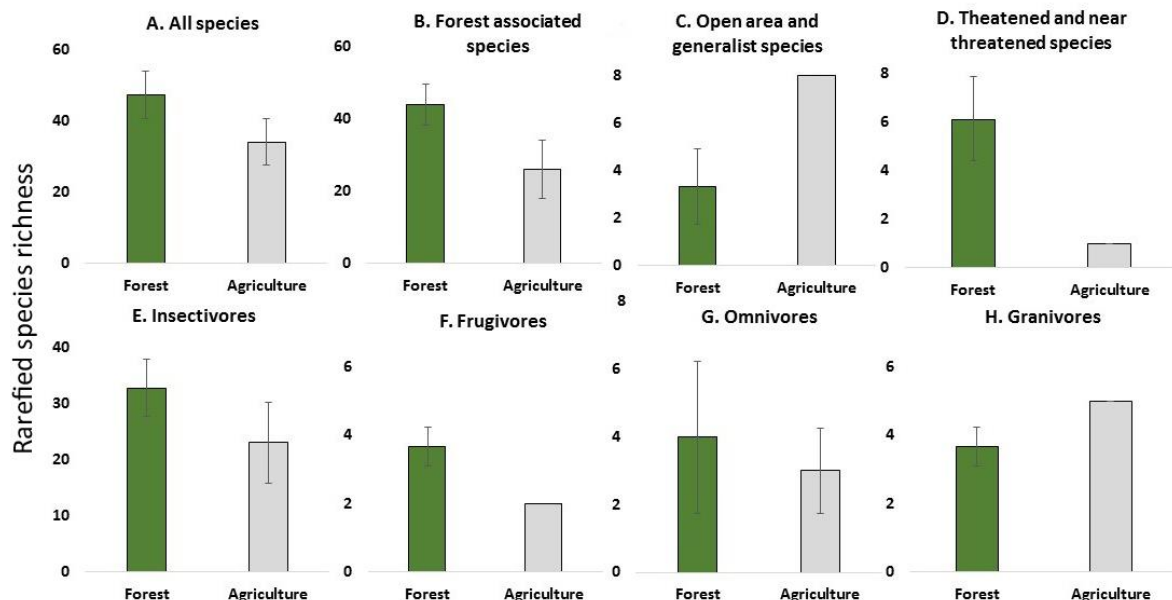 A. All species
60
40
20
0
Forest Agriculture
B. Forest associated
species
60
40
20
0
Forest Agriculture
C. Open area and
generalist species
8
6
4
2
0
Forest Agriculture
D. Theatened and near
threatened species
8
6
4
2
0
Forest Agriculture
Rarefied species richness
E. Insectivores
40
30
20
10
0
Forest Agriculture
F. Frugivores
6
4
2
0
Forest Agriculture
8
G. Omnivores
6
4
2
0
Forest Agriculture
H. Granivores
6
4
2
0
Forest Agriculture